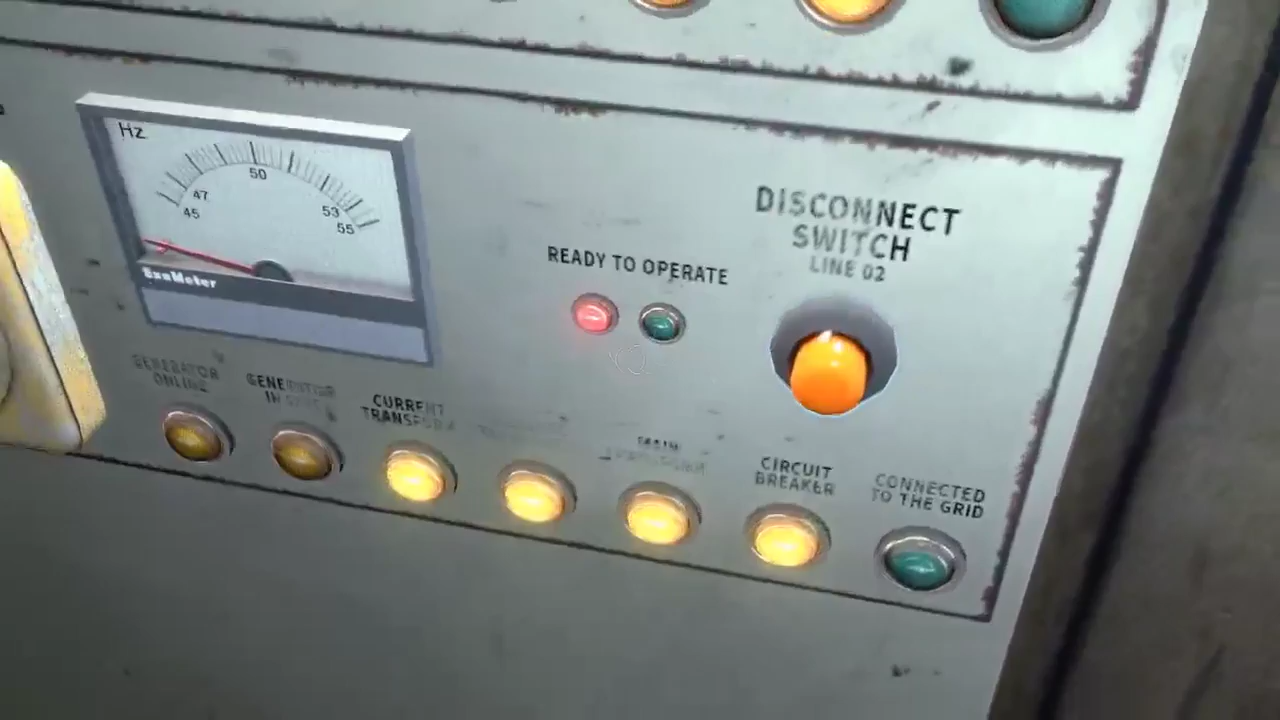 Hz
50
47
53
45
55
ExeMeter
READY TO OPERATE
DISCONNECT
SWITCH
LINE 02
GENERATOR
ONLINE
CURRENT
CIRCUIT
BREAKER
CONNECTED
TO THE GRID